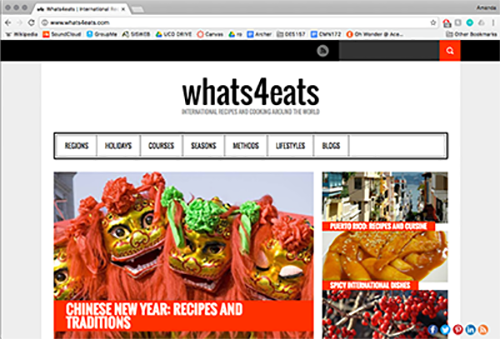 Amanda
Whats4eats | International Re
www.whats4eats.com
Wikipedia SoundCloud GroupMe SISWEB UCD DRIVE Canvas ro Archer DES157 CMN172 Oh Wonder @ Ace... Other Bookmarks
whats4eats
INTERNATIONAL RECIPES AND COOKING AROUND THE WORLD
REGIONS HOLIDAYS COURSES SEASONS METHODS LIFESTYLES BLOGS
PUERTO RICO: RECIPES AND CUISINE
SPICY INTERNATIONAL DISHES
CHINESE NEW YEAR: RECIPES AND
TRADITIONS